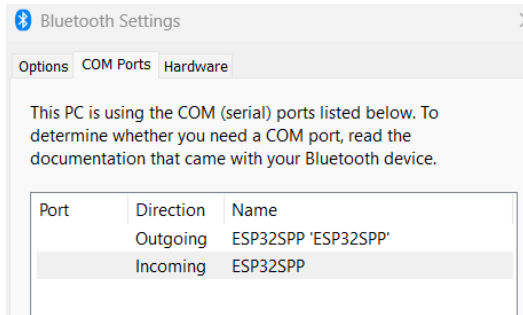 Bluetooth Settings
Options COM Ports Hardware
This PC is using the COM (serial) ports listed below. To
determine whether you need a COM port, read the
documentation that came with your Bluetooth device.
Port Direction Name
Outgoing ESP32SPP 'ESP32SPP'
Incoming ESP32SPP